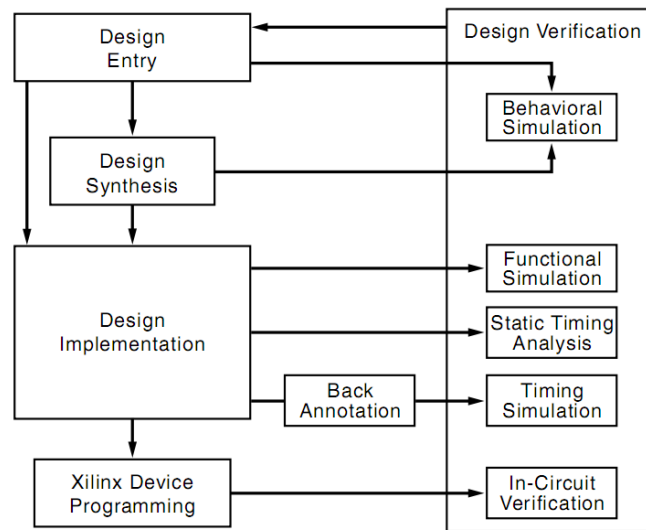 Design
Entry
Design Verification
Behavioral
Simulation
Design
Synthesis
Functional
Simulation
Design
Implementation
Static Timing
Analysis
Back
Annotation
Timing
Simulation
Xilinx Device
Programming
In-Circuit
Verification